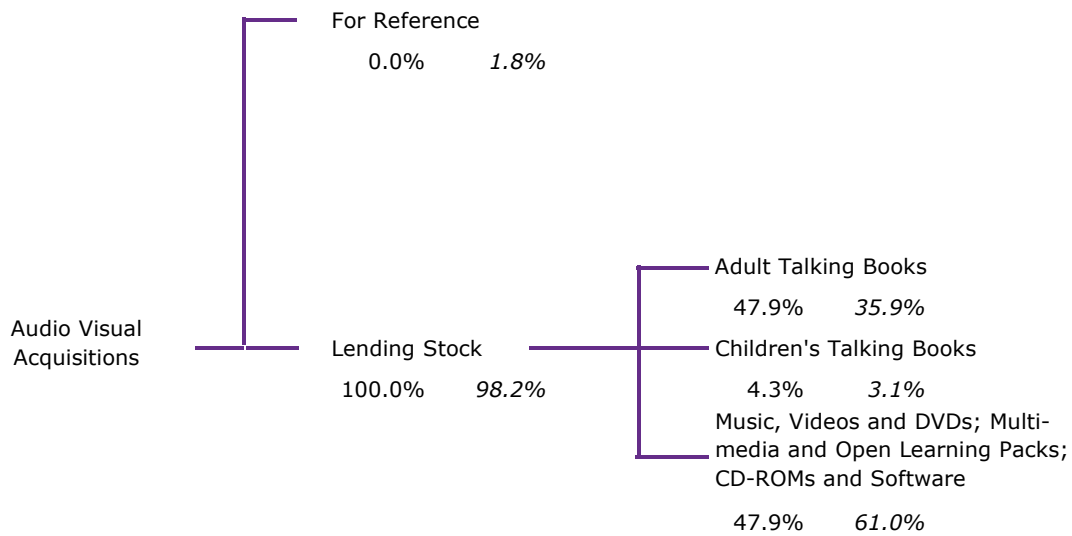 For Reference
0.0% 1.8%
Audio Visual
Acquisitions
Lending Stock
100.0% 98.2%
Adult Talking Books
47.9% 35.9%
Children's Talking Books
4.3% 3.1%
Music, Videos and DVDs; Multi-
media and Open Learning Packs;
CD-ROMs and Software
47.9% 61.0%